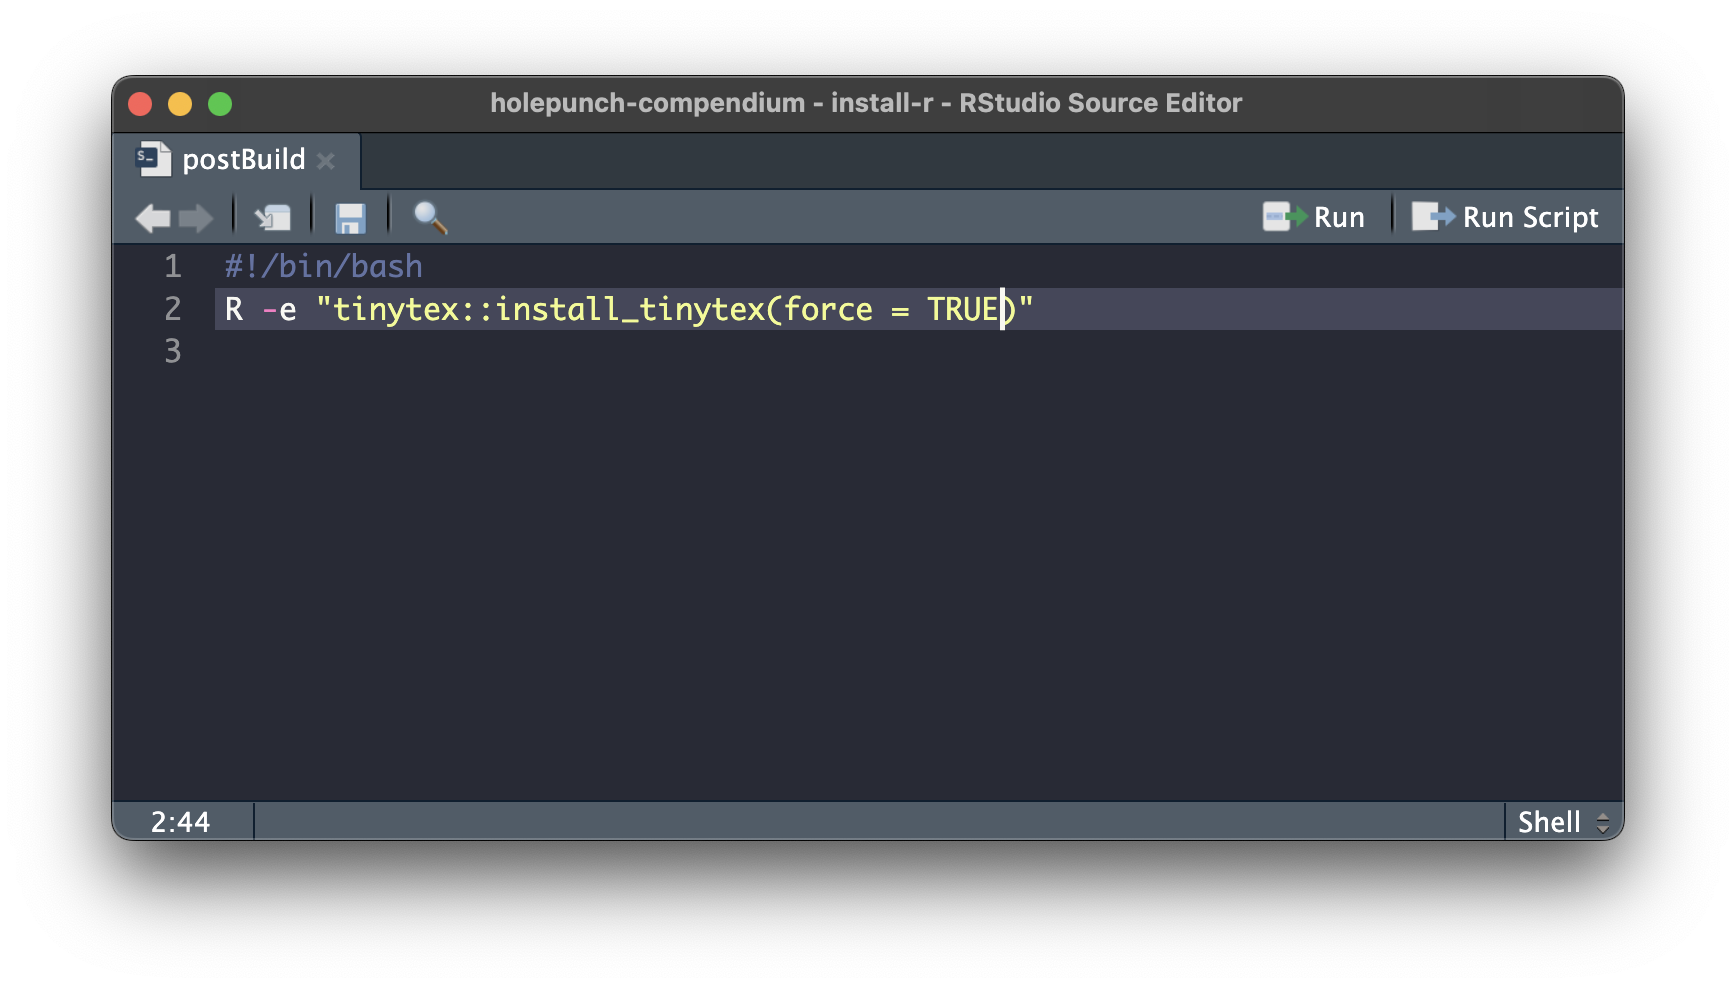 holepunch-compendium - install-r - RStudio Source Editor
postBuild
Run
Run Script
1 #!/bin/bash
2 R -e "tinytex::install_tinytex(force = TRUE)"
3
2:44
Shell